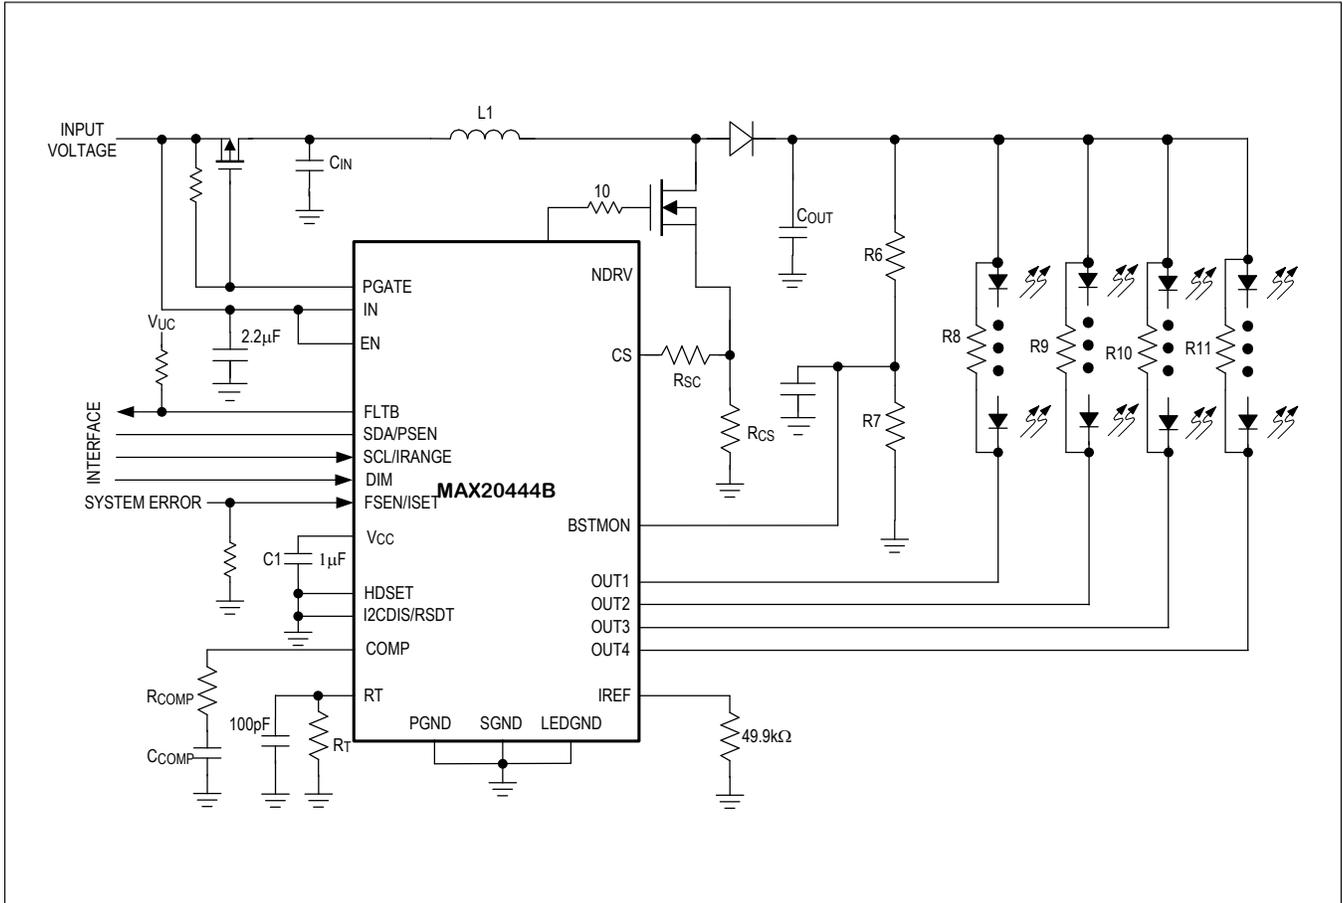 L1
INPUT
VOLTAGE
CIN
10
COUT
R6
NDRV
PGATE
IN
VUC
2.2µF
EN
R8
R9
R10
R11
CS
RSC
FLTB
SDA/PSEN
SCL/IRANGE
DIM
INTERFACE
RCS
R7
SYSTEM ERROR
FSEN/ISET
MAX20444B
BSTMON
VCC
C1
1µF
HDSET
I2CDIS/RSDT
OUT1
OUT2
OUT3
OUT4
COMP
RCOMP
RT
IREF
100pF
PGND
SGND
LEDGND
RT
49.9kΩ
CCOMP